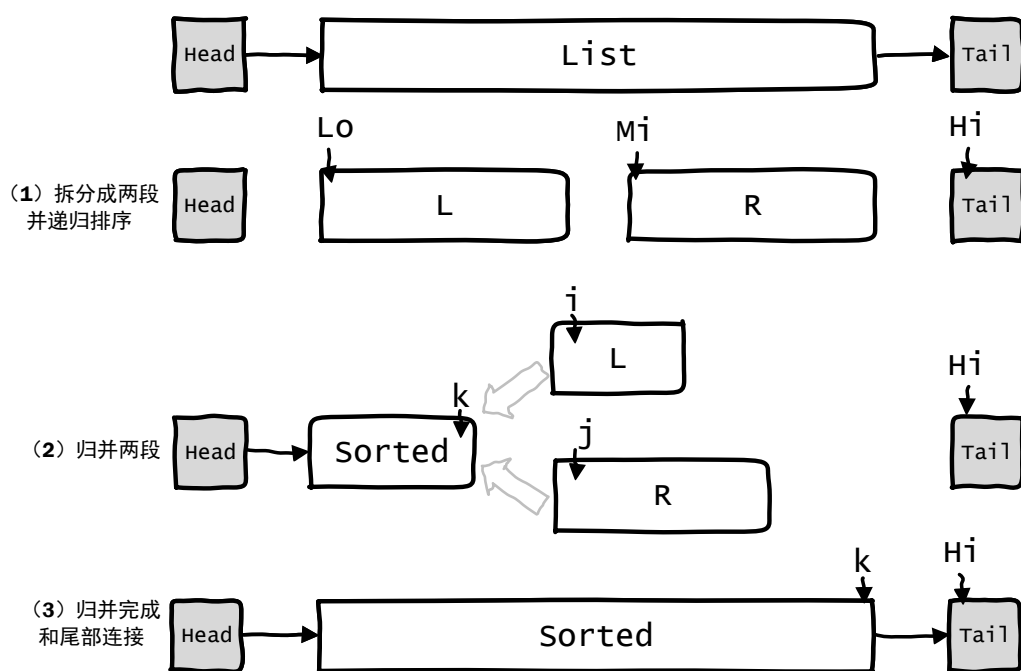 Head
List
Tail
Lo
Mi
Hi
（1）拆分成两段
并递归排序
Head
L
R
Tail
i
L
Hi
k
（2）归并两段
Head
Sorted
j
R
Tail
k
Hi
（3）归并完成
和尾部连接
Head
Sorted
Tail